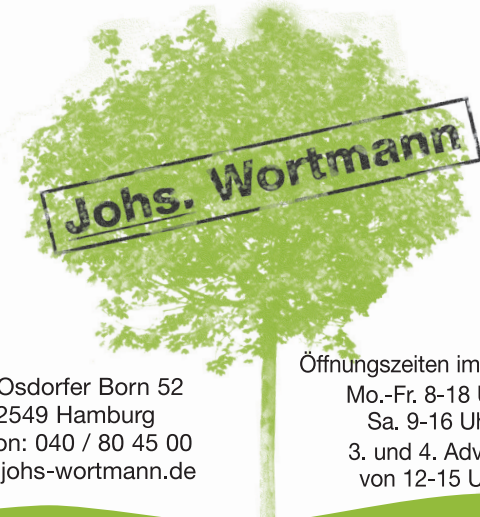 Johs. Wortmann
Osdorfer Born 52
2549 Hamburg
on: 040 / 80 45 00
johs-wortmann.de
Öffnungszeiten im
Mo.-Fr. 8-18 U
Sa. 9-16 Uh
3. und 4. Adv
von 12-15 U